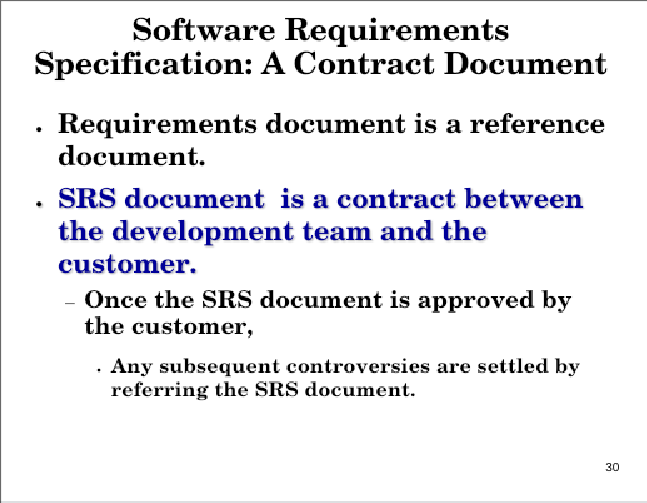 Software Requirements
Specification: A Contract Document
• Requirements document is a reference
document.
• SRS document  is a contract between
the development team and the
customer.
– Once the SRS document is approved by
the customer,
• Any subsequent controversies are settled by
referring the SRS document.
30